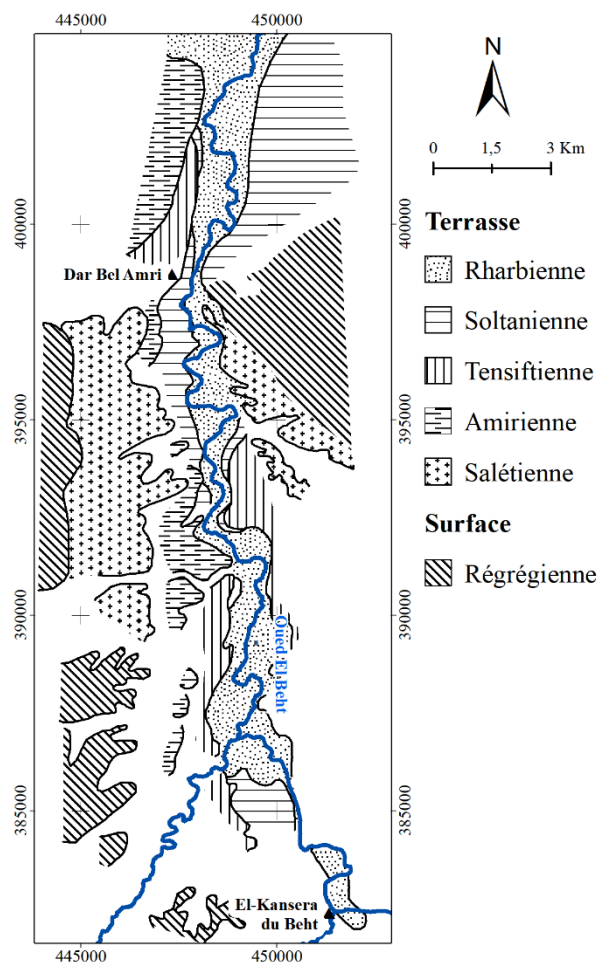 445000
450000
N
0
1,5
3 Km
400000
400000
Terrasse
Rharbienne
Dar Bel Amri
Soltanienne
Tensiftienne
395000
395000
Amirienne
Salétienne
Surface
Régrégienne
390000
390000
Oued El Beht
385000
385000
El-Kansera
du Beht
445000
450000